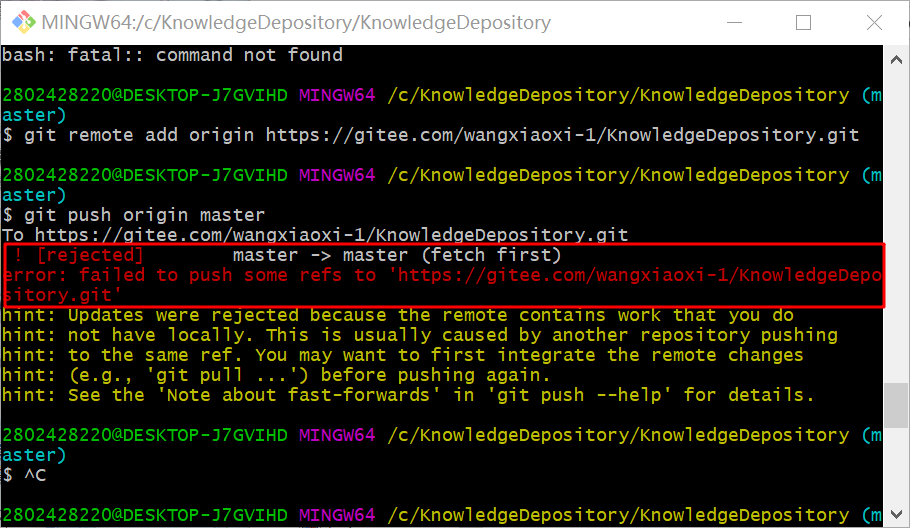 MINGW64:/c/KnowledgeDepository/KnowledgeDepository
bash: fatal:: command not found
2802428220@DESKTOP-J7GVIHD MINGW64 /c/KnowledgeDepository/KnowledgeDepository (m
aster)
$ git remote add origin https://gitee.com/wangxiaoxi-1/KnowledgeDepository.git
2802428220@DESKTOP-J7GVIHD MINGW64 /c/KnowledgeDepository/KnowledgeDepository (m
aster)
$ git push origin master
To https://gitee.com/wangxiaoxi-1/KnowledgeDepository.git
! [rejected]        master -> master (fetch first)
error: failed to push some refs to 'https://gitee.com/wangxiaoxi-1/KnowledgeDepo
sitory.git'
hint: Updates were rejected because the remote contains work that you do
hint: not have locally. This is usually caused by another repository pushing
hint: to the same ref. You may want to first integrate the remote changes
hint: (e.g., 'git pull ...') before pushing again.
hint: See the 'Note about fast-forwards' in 'git push --help' for details.
2802428220@DESKTOP-J7GVIHD MINGW64 /c/KnowledgeDepository/KnowledgeDepository (m
aster)
$ ^C
2802428220@DESKTOP-J7GVIHD MINGW64 /c/KnowledgeDepository/KnowledgeDepository (m